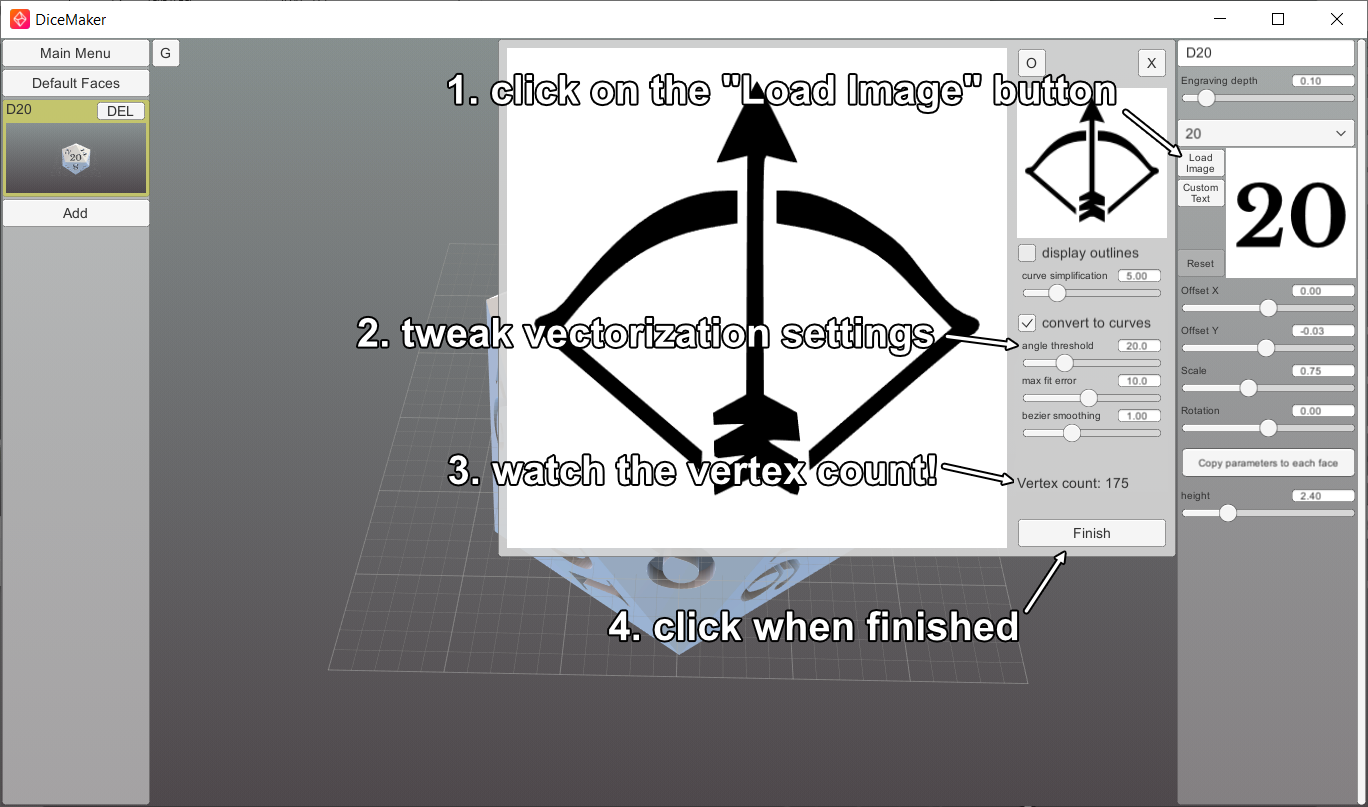 DiceMaker
Main Menu
G
Default Faces
D20
DEL
20
Add
1. click on the "Load Image" button
2. tweak vectorization settings
3. watch the vertex count!
4. click when finished
O
X
display outlines
curve simplification 5.00
convert to curves
angle threshold 20.0
max fit error 10.0
bezier smoothing 1.00
Vertex count: 175
Finish
D20
Engraving depth 0.10
20
Load
Image
Custom
Text
Reset
20
Offset X 0.00
Offset Y -0.03
Scale 0.75
Rotation 0.00
Copy parameters to each face
height 2.40